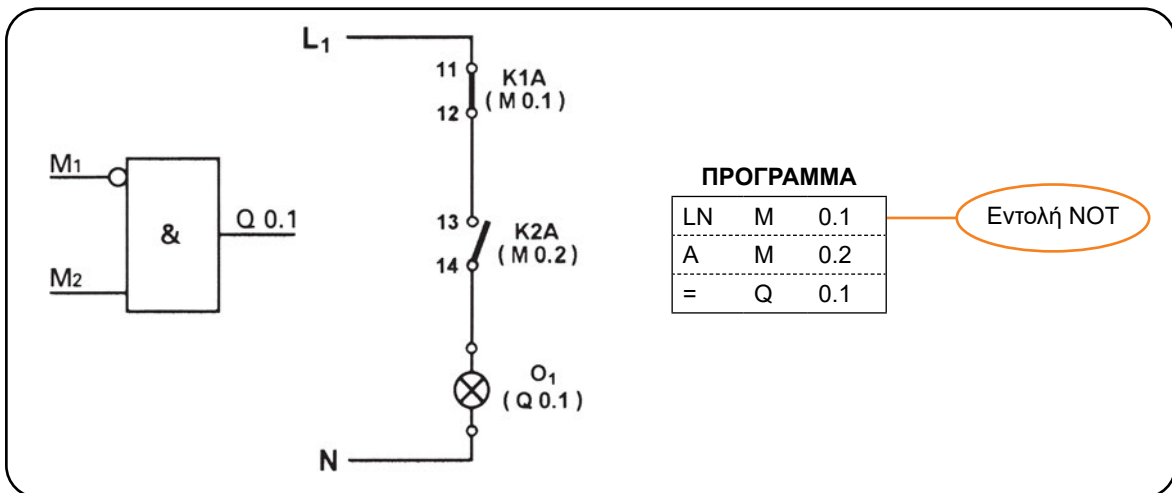 M1
M2
&
Q 0.1
L1
11
12
K1A
( M 0.1 )
13
14
K2A
( M 0.2 )
O1
( Q 0.1 )
N
ΠΡΟΓΡΑΜΜΑ
LN M 0.1
A M 0.2
= Q 0.1
Εντολή NOT